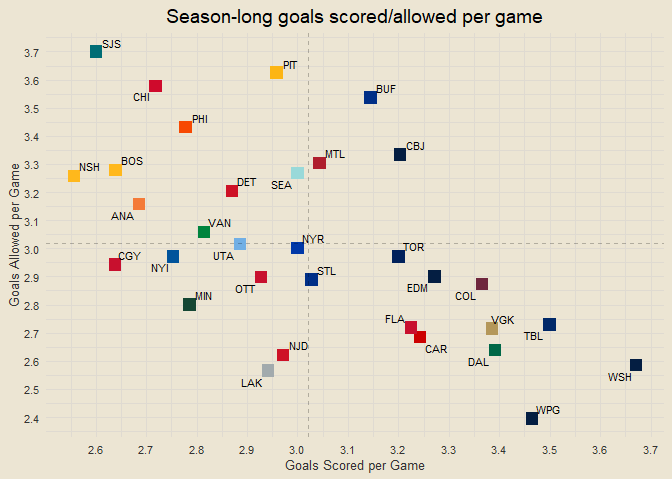 Season-long goals scored/allowed per game
Goals Allowed per Game
3.7
3.6
3.5
3.4
3.3
3.2
3.1
3.0
2.9
2.8
2.7
2.6
2.5
2.4
SJS
PIT
CHI
BUF
PHI
CBJ
MTL
BOS
NSH
SEA
DET
ANA
VAN
UTA
NYR
TOR
CGY
NYI
OTT
STL
EDM
COL
MIN
FLA
VGK
TBL
CAR
NJD
DAL
LAK
WSH
WPG
2.6 2.7 2.8 2.9 3.0 3.1 3.2 3.3 3.4 3.5 3.6 3.7
Goals Scored per Game